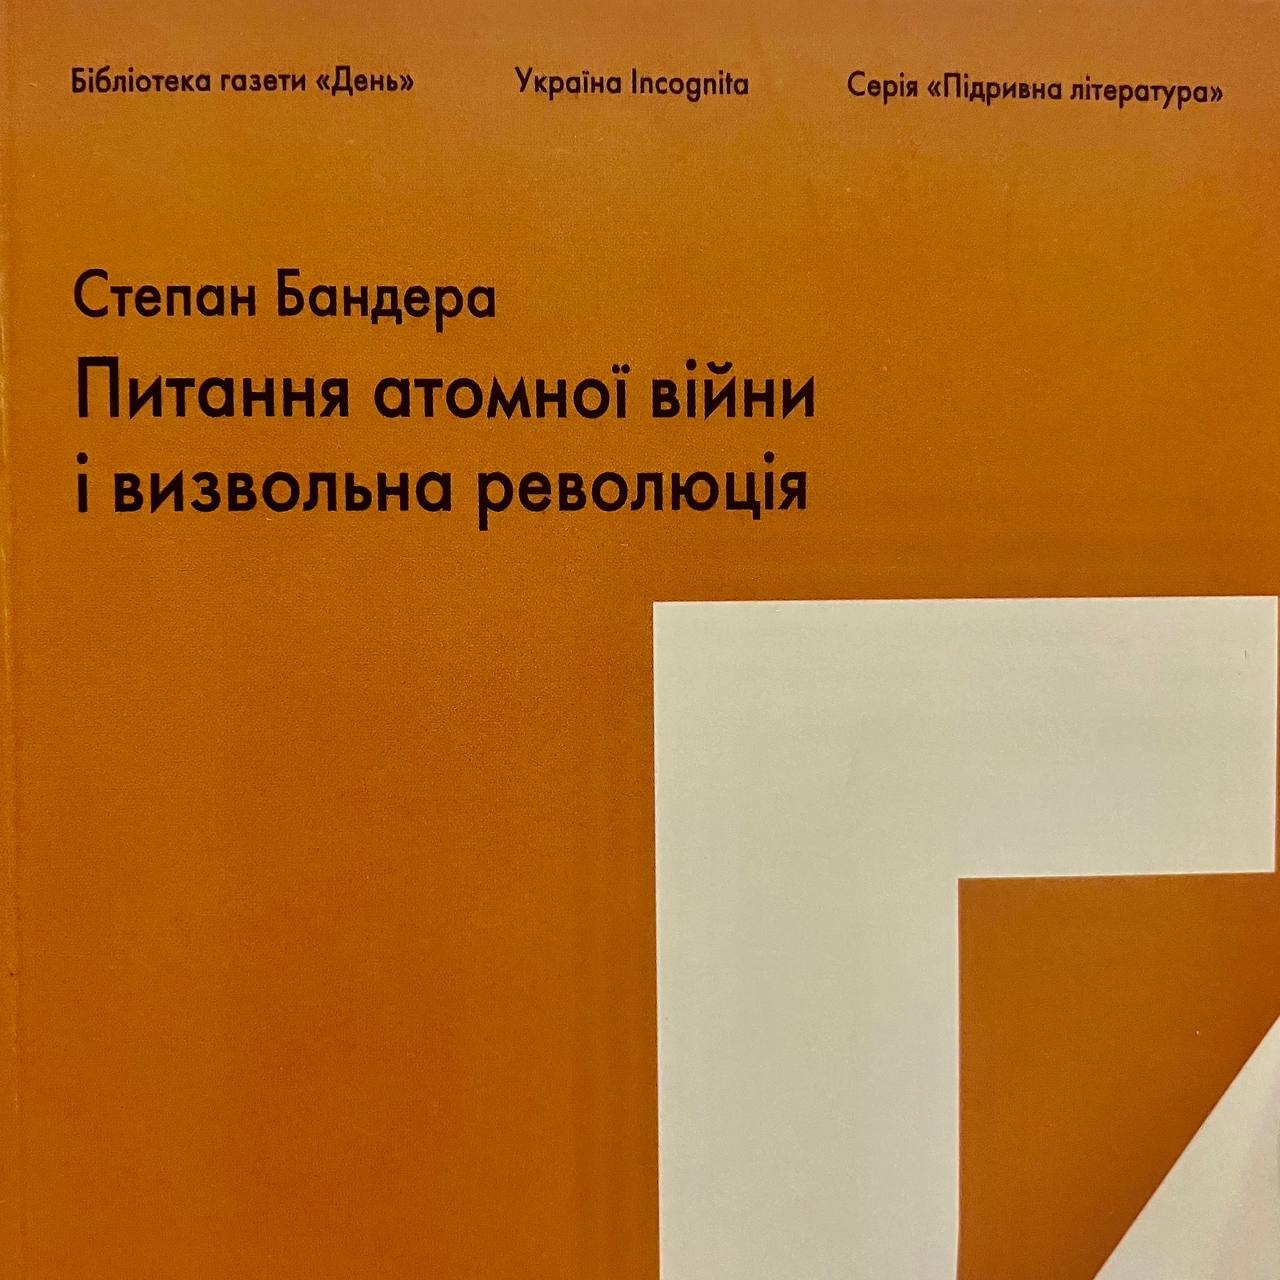 Бібліотека газети «День» Україна Incognita Серія «Підривна література»
Степан Бандера
Питання атомної війни
і визвольна революція